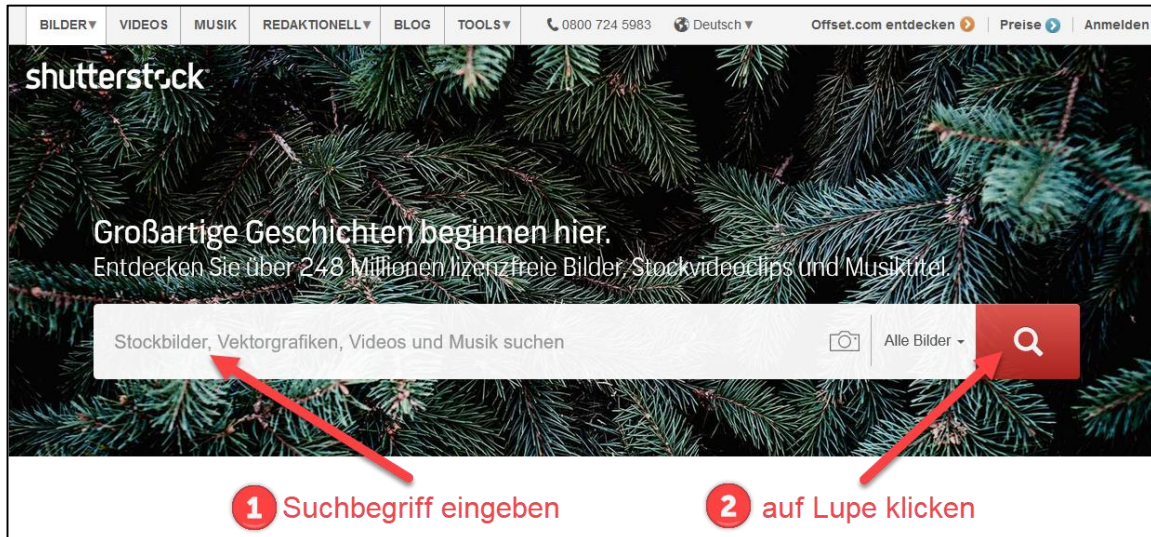 BILDER▾ VIDEOS MUSIK REDAKTIONELL▾ BLOG TOOLS▾ 0800 724 5983 Deutsch ▾ Offset.com entdecken Preise Anmelden
shutterstock
Großartige Geschichten beginnen hier.
Entdecken Sie über 248 Millionen lizenzfreie Bilder, Stockvideoclips und Musiktitel.
Stockbilder, Vektorgrafiken, Videos und Musik suchen Alle Bilder
1 Suchbegriff eingeben 2 auf Lupe klicken